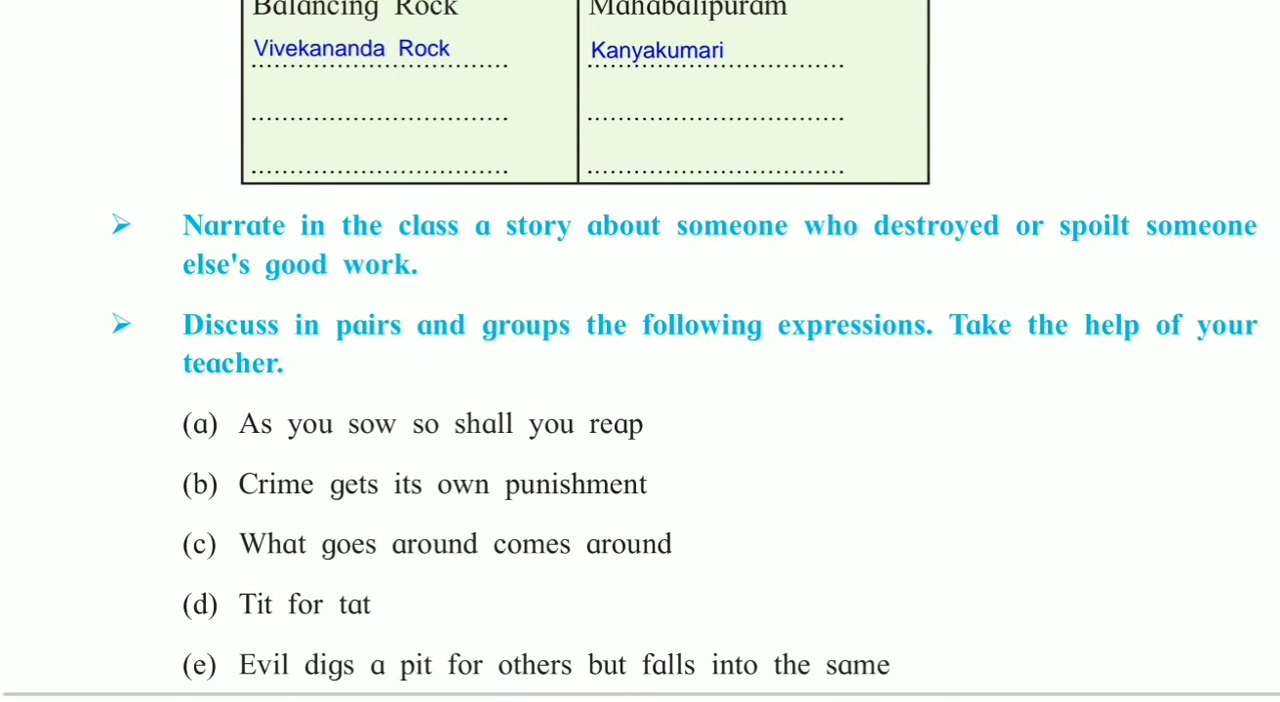 Balancing Rock Mahabalipuram
Vivekananda Rock Kanyakumari
................................. .................................
................................. .................................
................................. .................................
➢ Narrate in the class a story about someone who destroyed or spoilt someone
else's good work.
➢ Discuss in pairs and groups the following expressions. Take the help of your
teacher.
(a) As you sow so shall you reap
(b) Crime gets its own punishment
(c) What goes around comes around
(d) Tit for tat
(e) Evil digs a pit for others but falls into the same